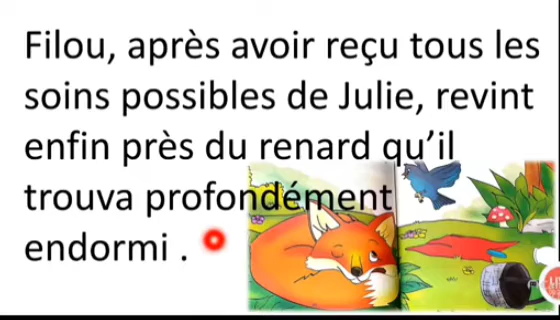 Filou, après avoir reçu tous les
soins possibles de Julie, revint
enfin près du renard qu’il
trouva profondément
endormi .